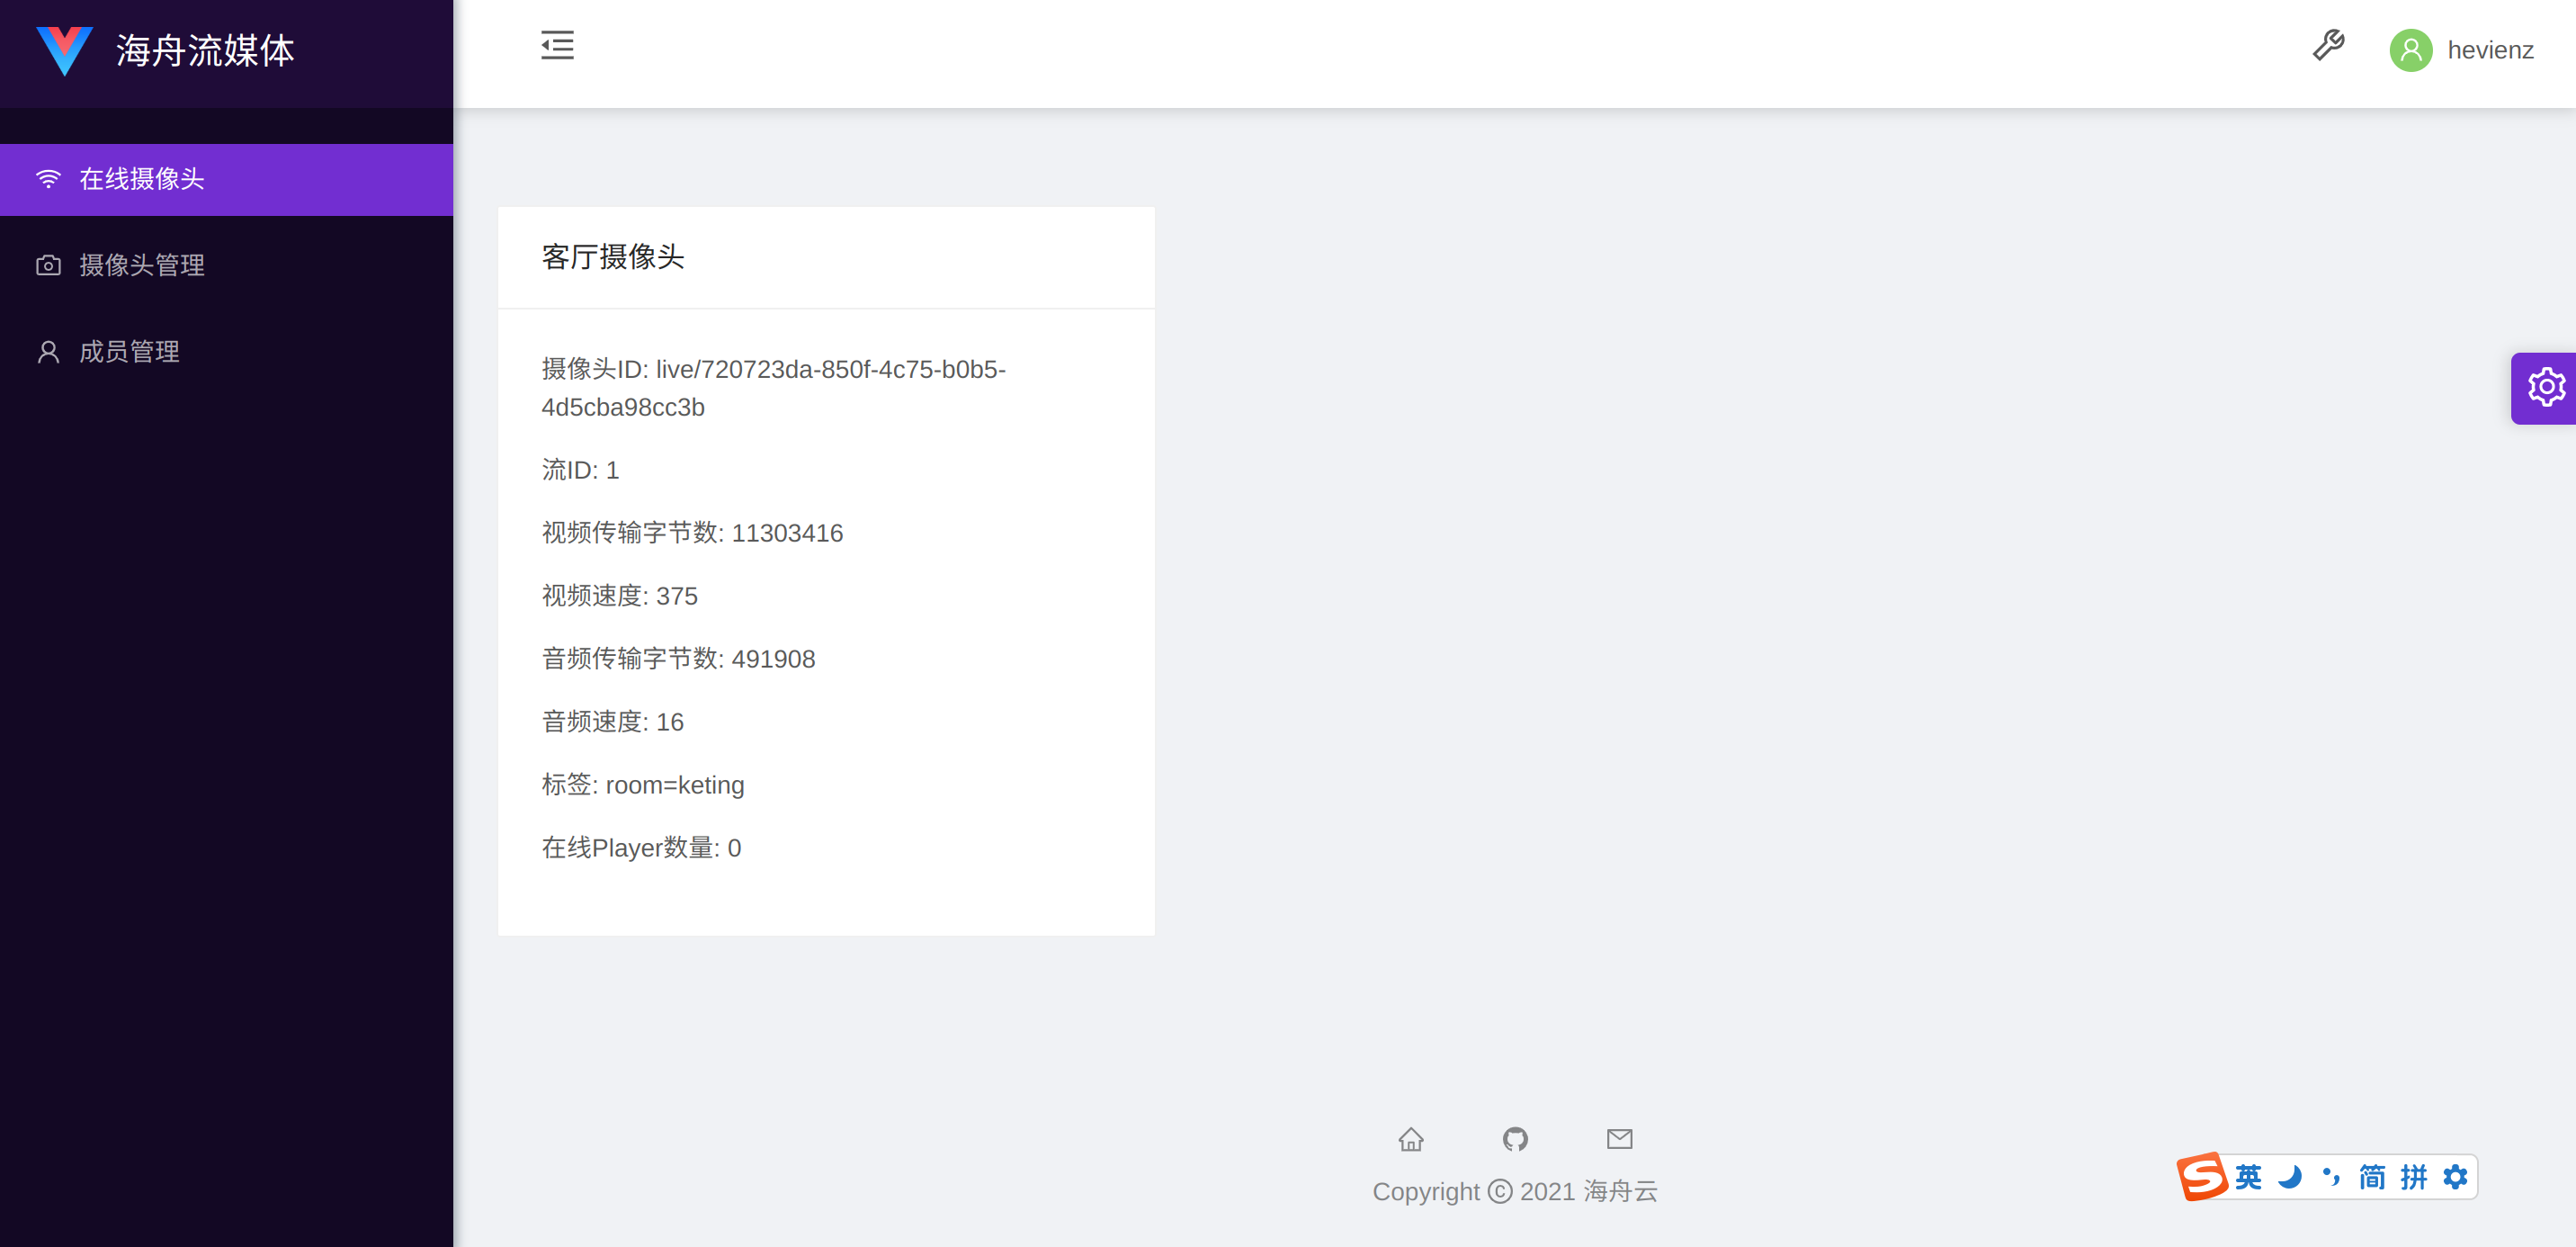 海舟流媒体
hevienz
在线摄像头
摄像头管理
成员管理
客厅摄像头
摄像头ID: live/720723da-850f-4c75-b0b5-
4d5cba98cc3b
流ID: 1
视频传输字节数: 11303416
视频速度: 375
音频传输字节数: 491908
音频速度: 16
标签: room=keting
在线Player数量: 0
Copyright © 2021 海舟云
英 简 拼